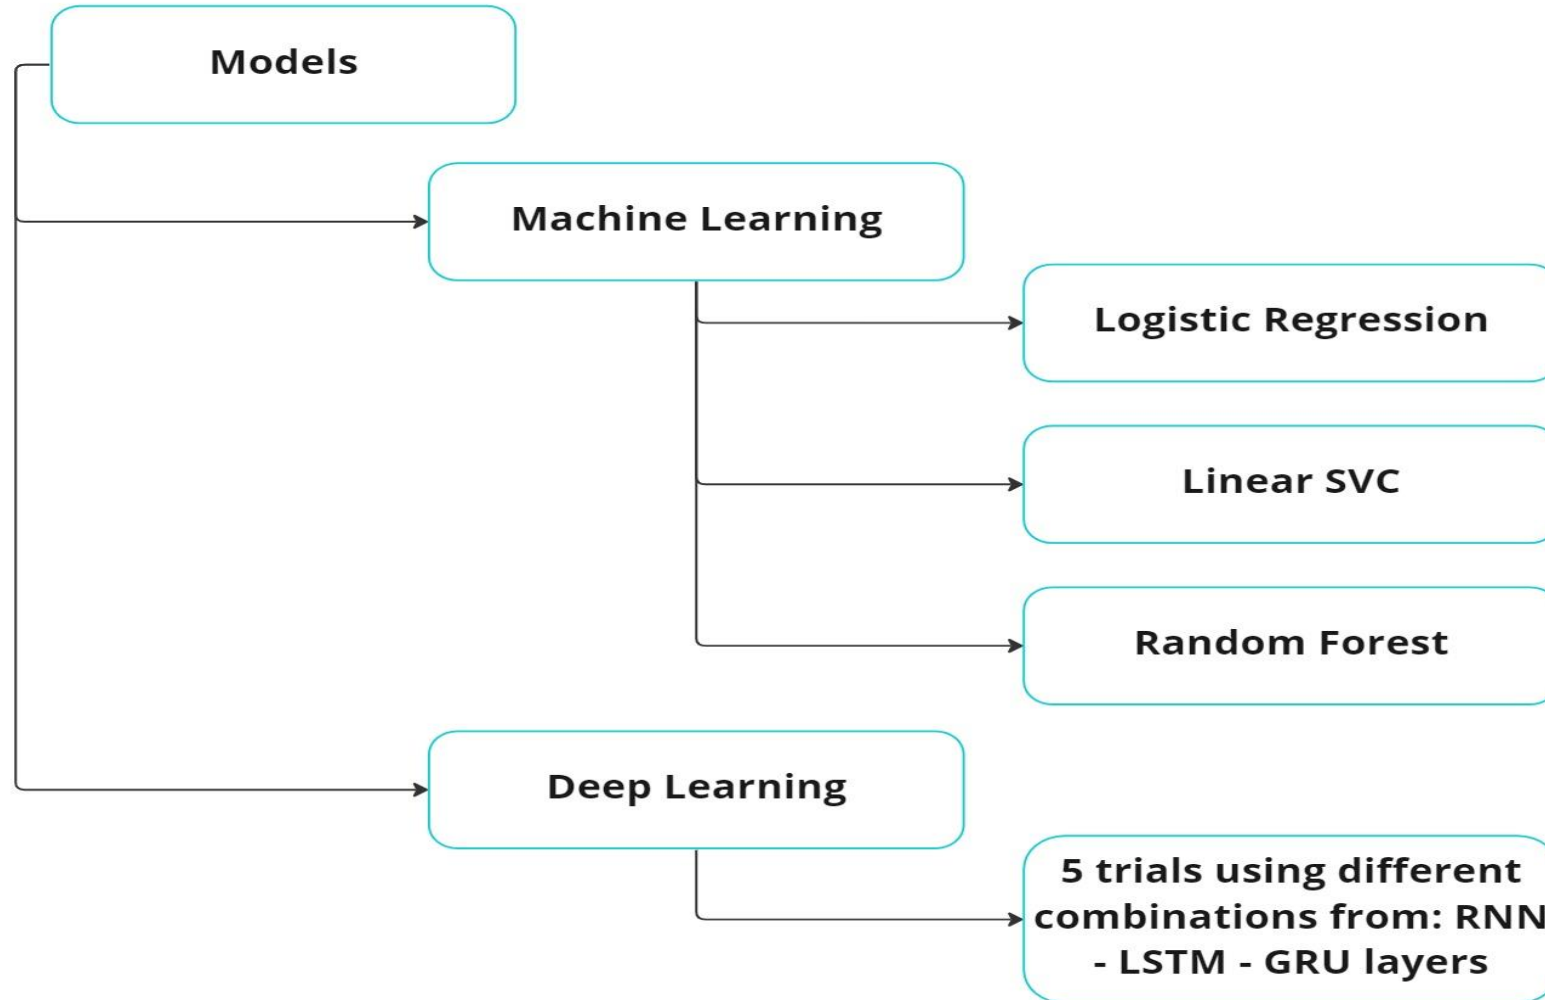 Models
Machine Learning
Logistic Regression
Linear SVC
Random Forest
Deep Learning
5 trials using different
combinations from: RNN
- LSTM - GRU layers